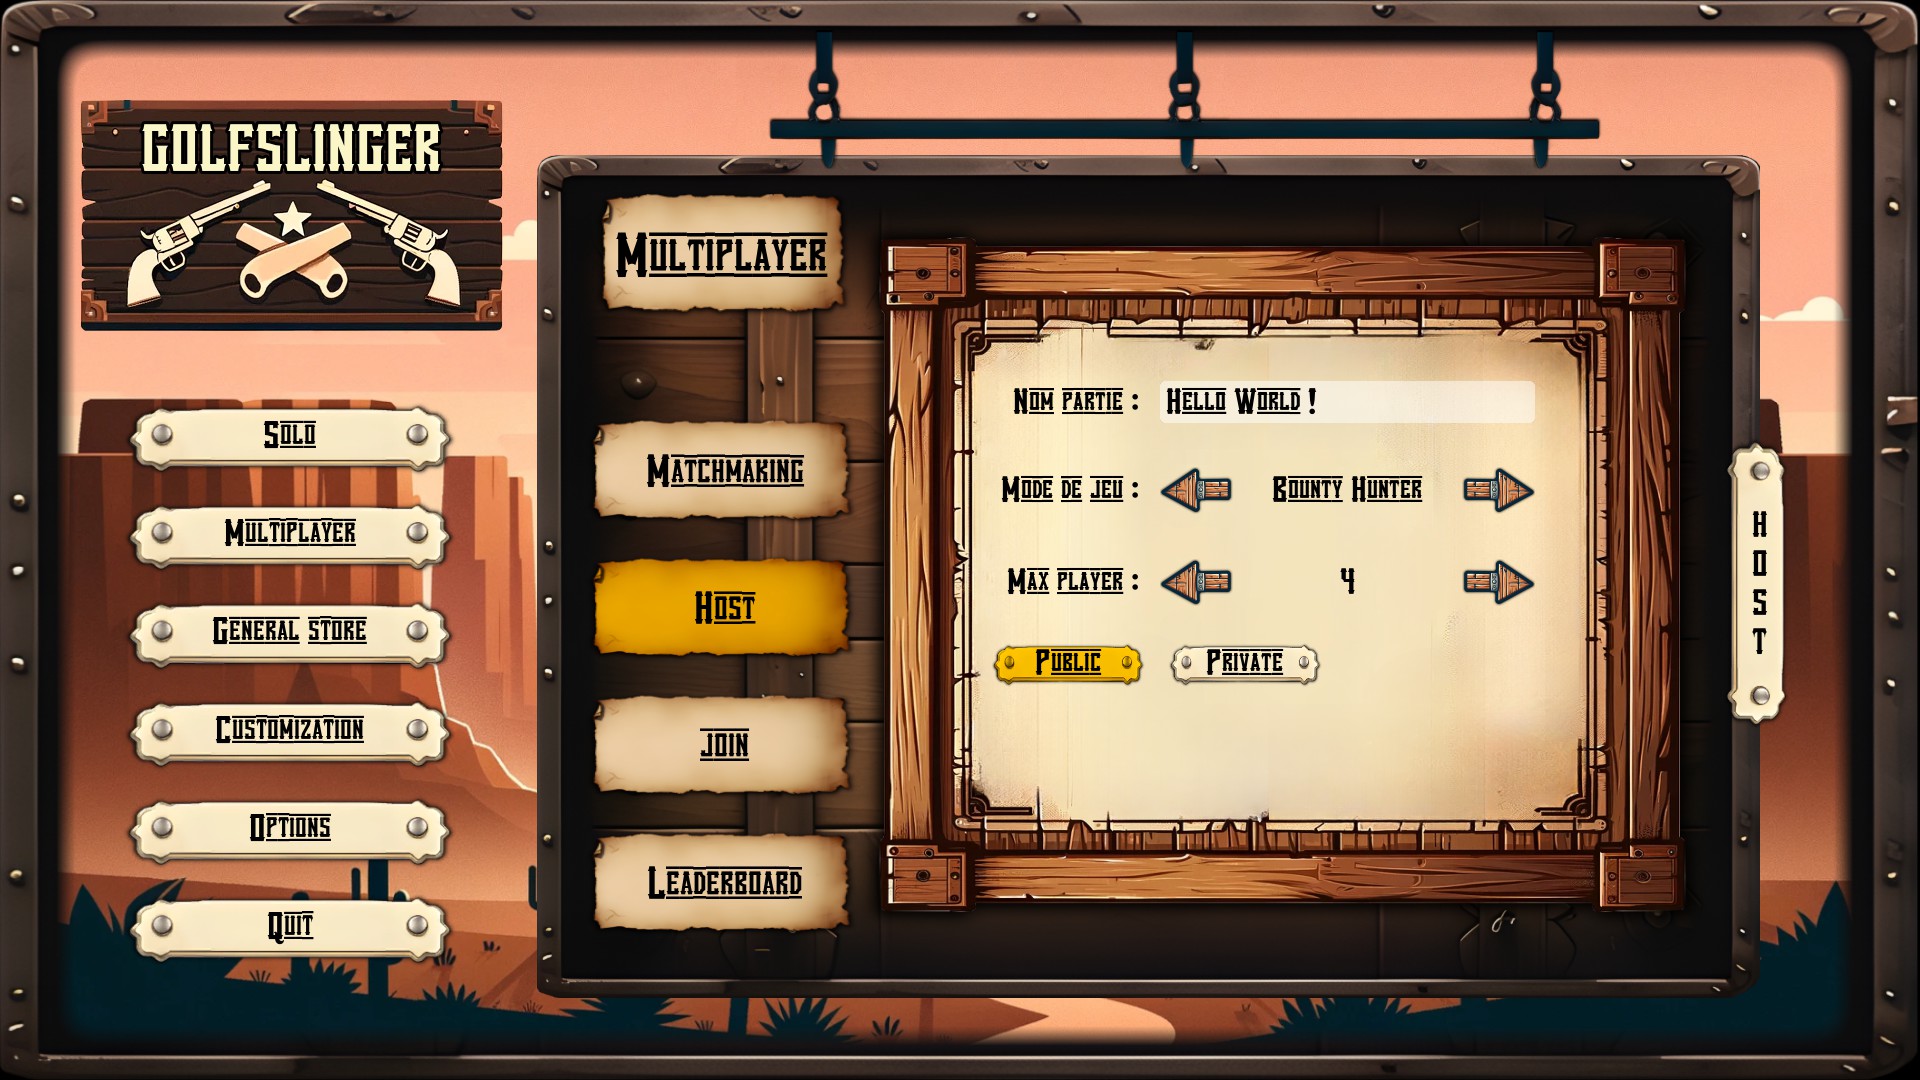 GOLFSLINGER
Solo
Multiplayer
General store
Customization
Options
Quit
Multiplayer
Matchmaking
Host
Join
Leaderboard
Nom partie : Hello World !
Mode de jeu : Bounty Hunter
Max player : 4
Public Private
HOST